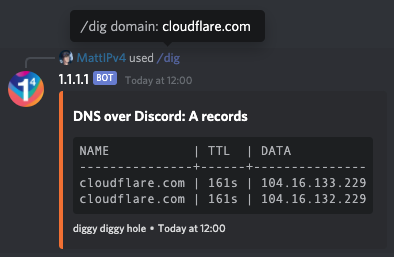 /dig domain: cloudflare.com
MattIPv4 used /dig
1.1.1.1 BOT Today at 12:00
1⁴
DNS over Discord: A records
NAME | TTL | DATA
---------------+------+---------------
cloudflare.com | 161s | 104.16.133.229
cloudflare.com | 161s | 104.16.132.229
diggy diggy hole • Today at 12:00